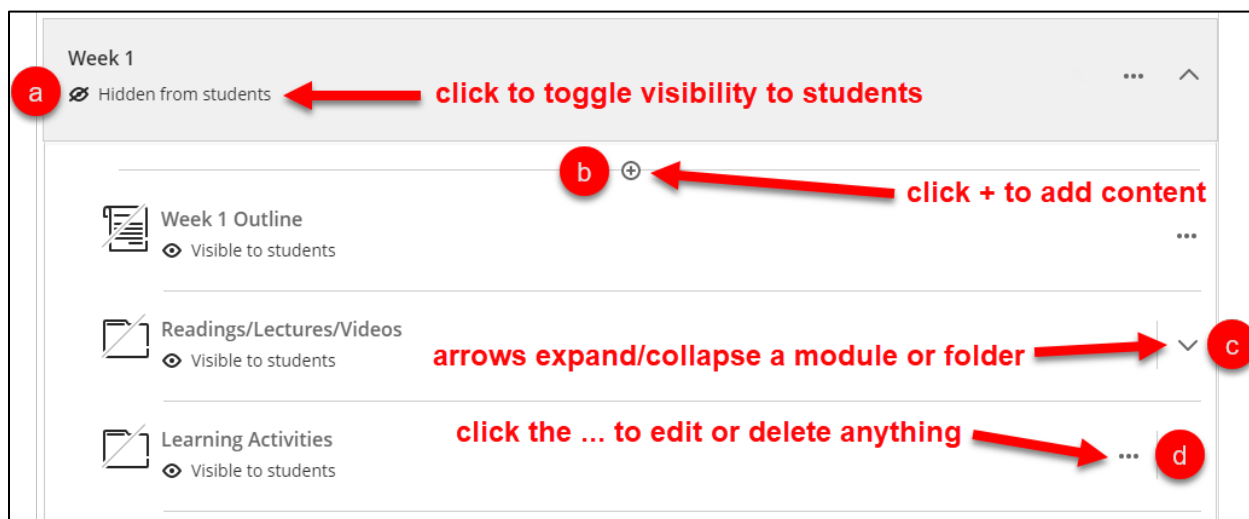 Week 1
a Hidden from students click to toggle visibility to students
b
click + to add content
Week 1 Outline
Visible to students
Readings/Lectures/Videos
Visible to students
arrows expand/collapse a module or folder c
Learning Activities
click the ... to edit or delete anything d
Visible to students